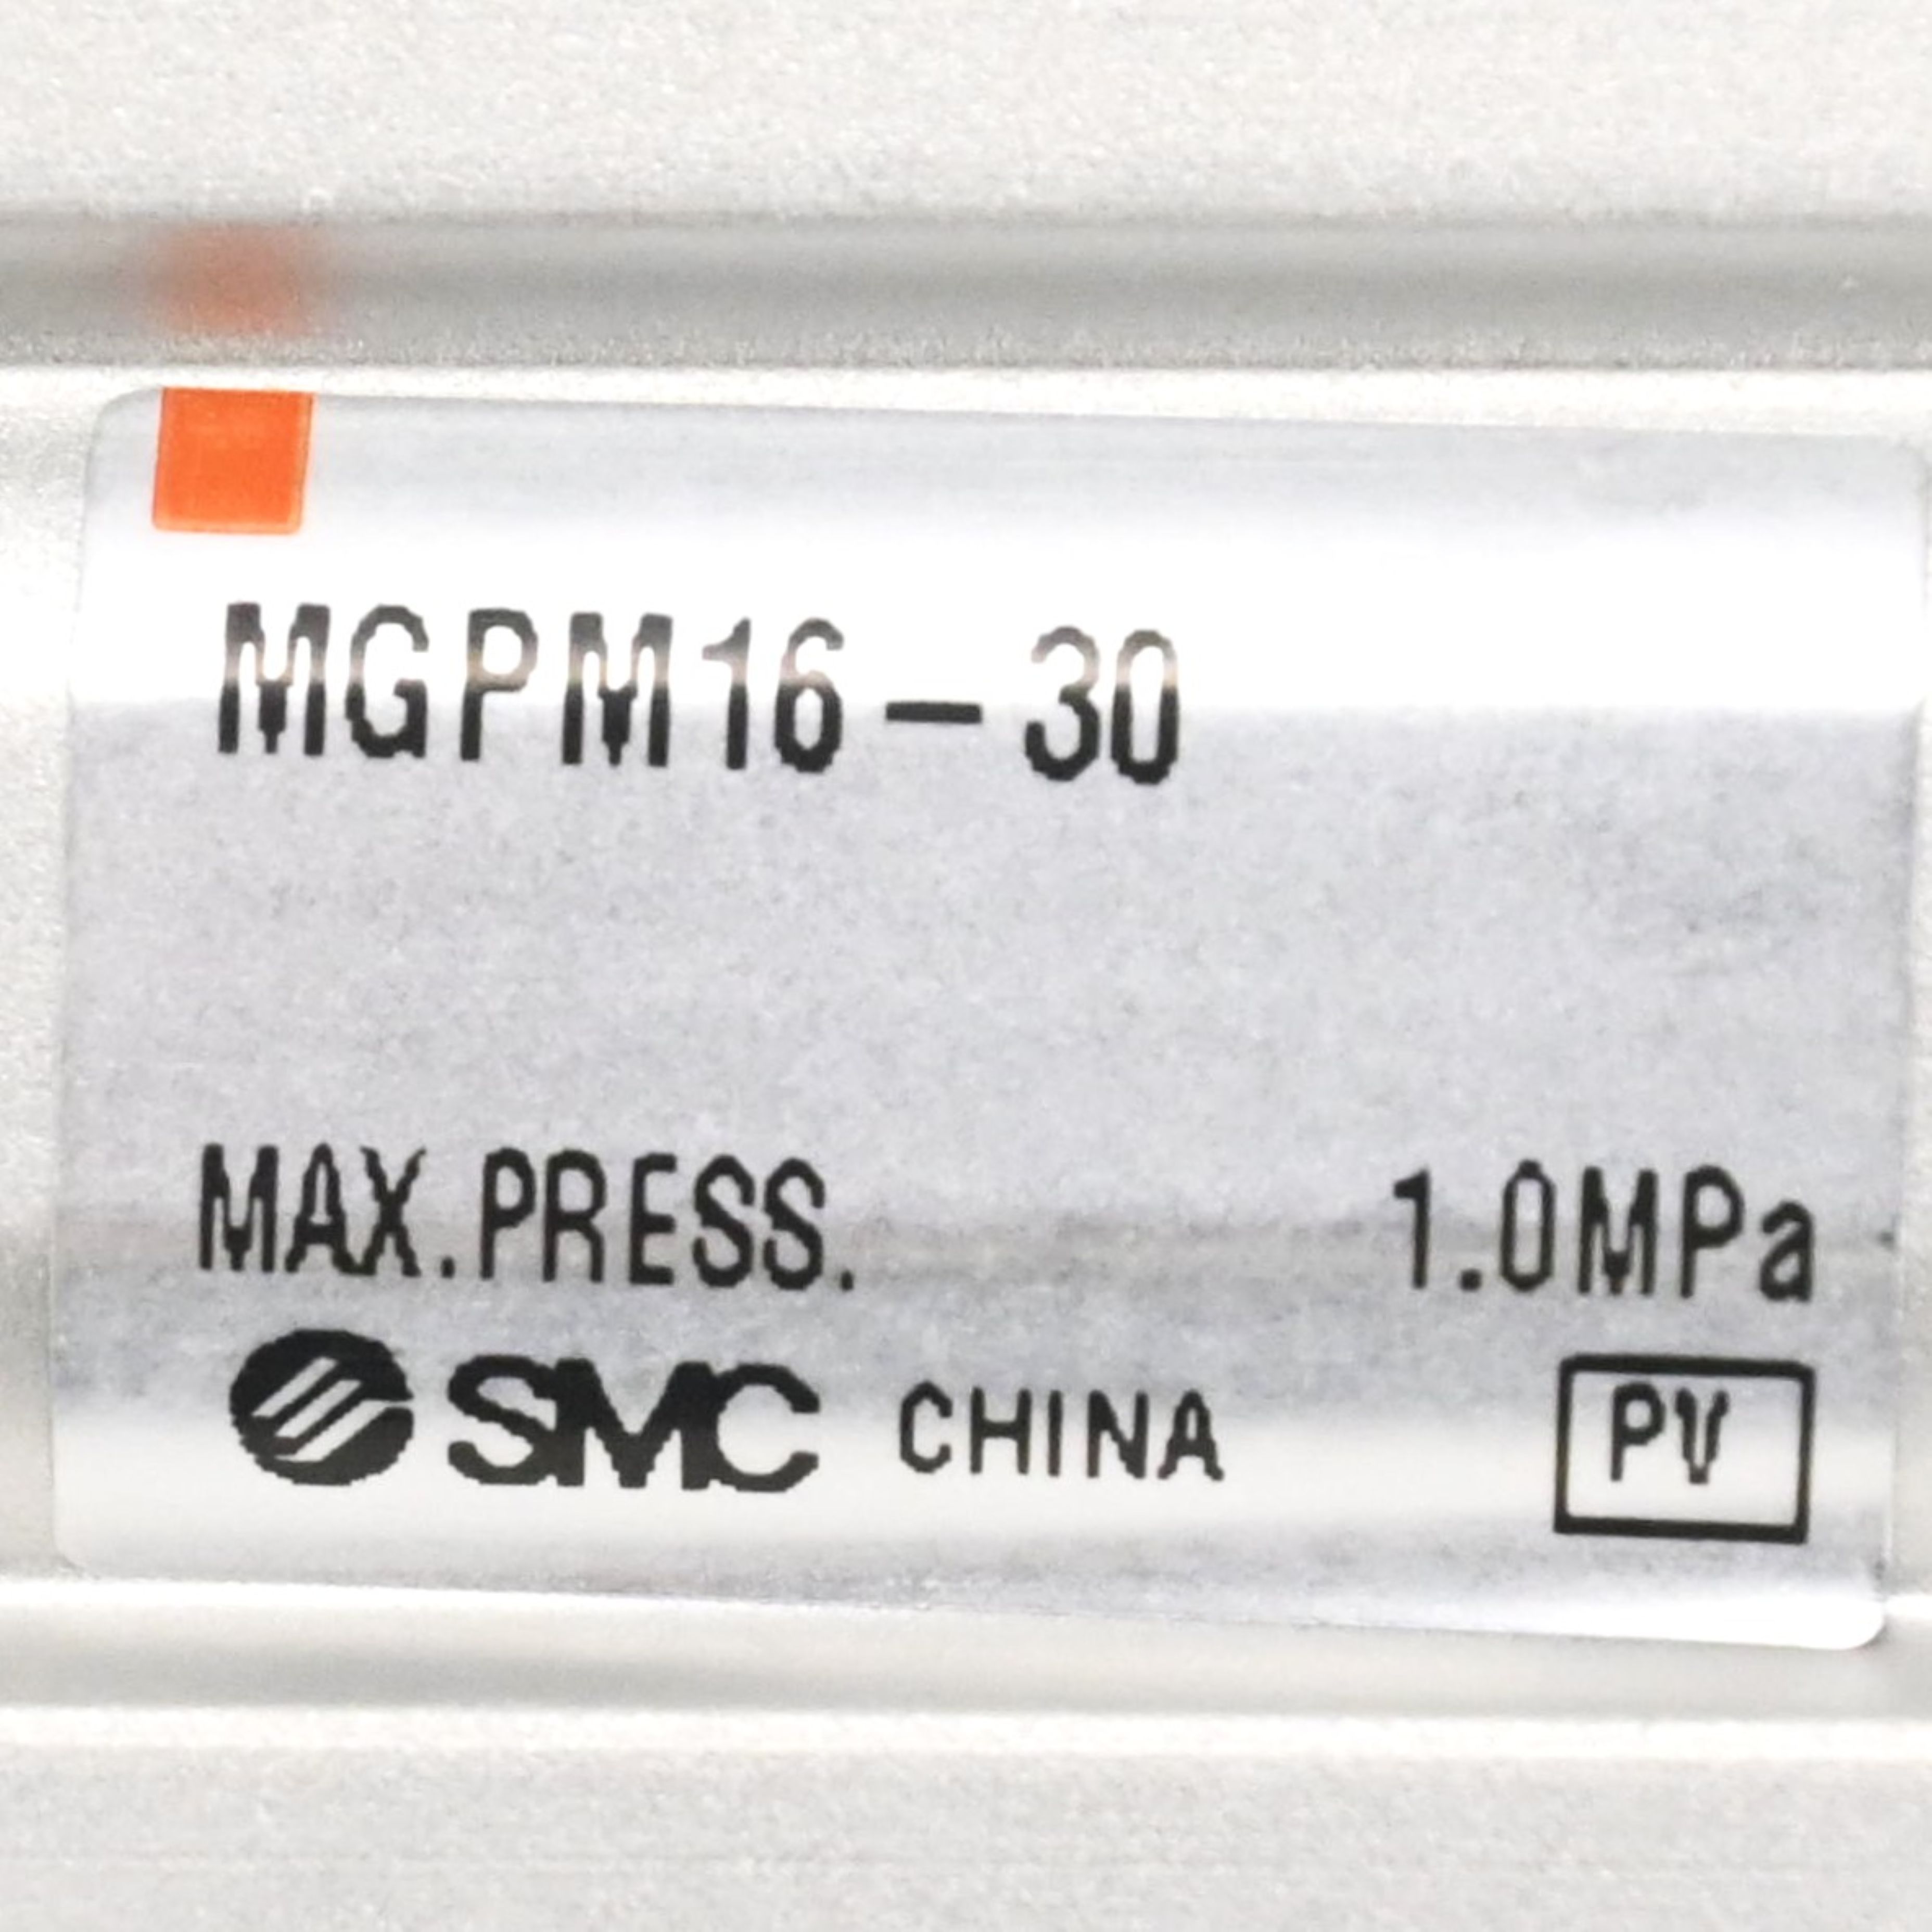 MGPM16-30
MAX.PRESS. 1.0MPa
SMC CHINA PV